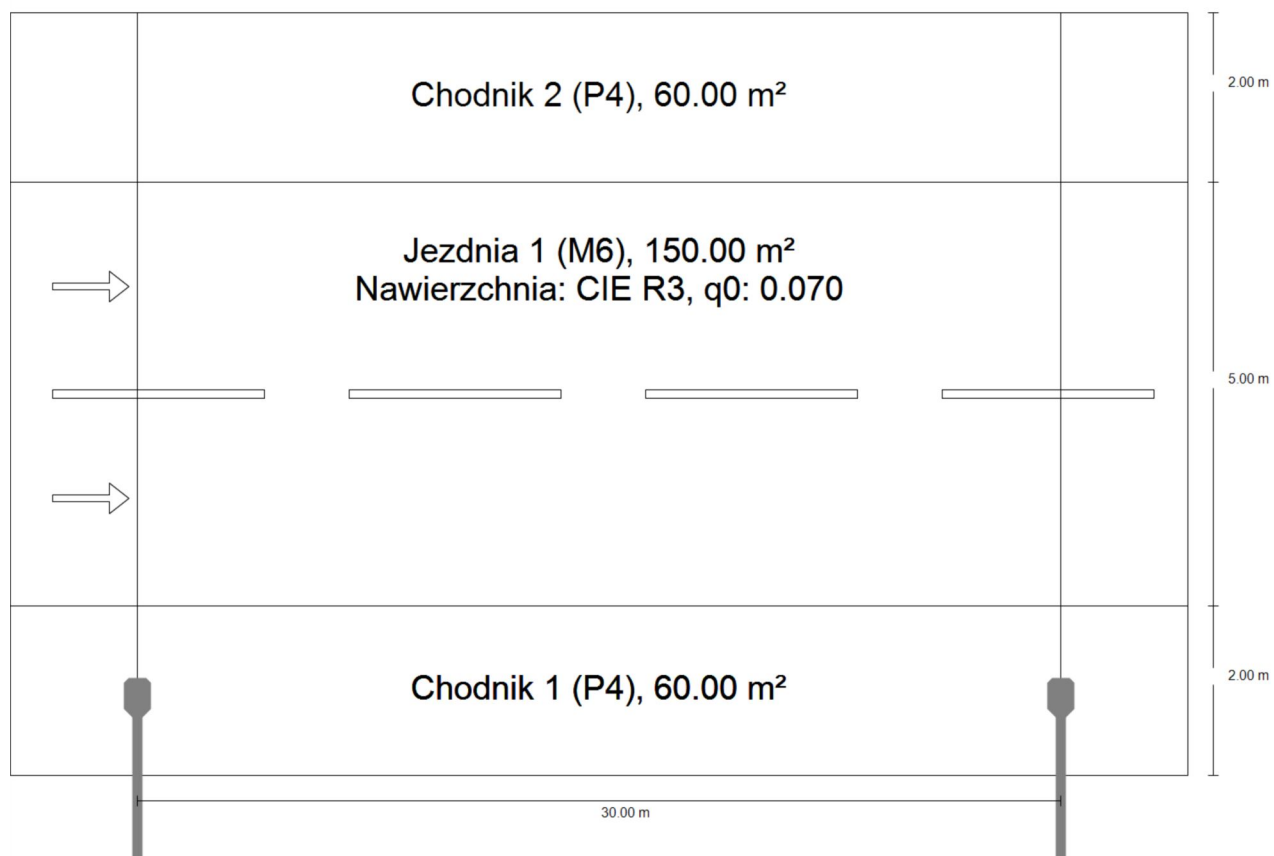 Chodnik 2 (P4), 60.00 m²
2.00 m
Jezdnia 1 (M6), 150.00 m²
Nawierzchnia: CIE R3, q0: 0.070
5.00 m
Chodnik 1 (P4), 60.00 m²
2.00 m
30.00 m